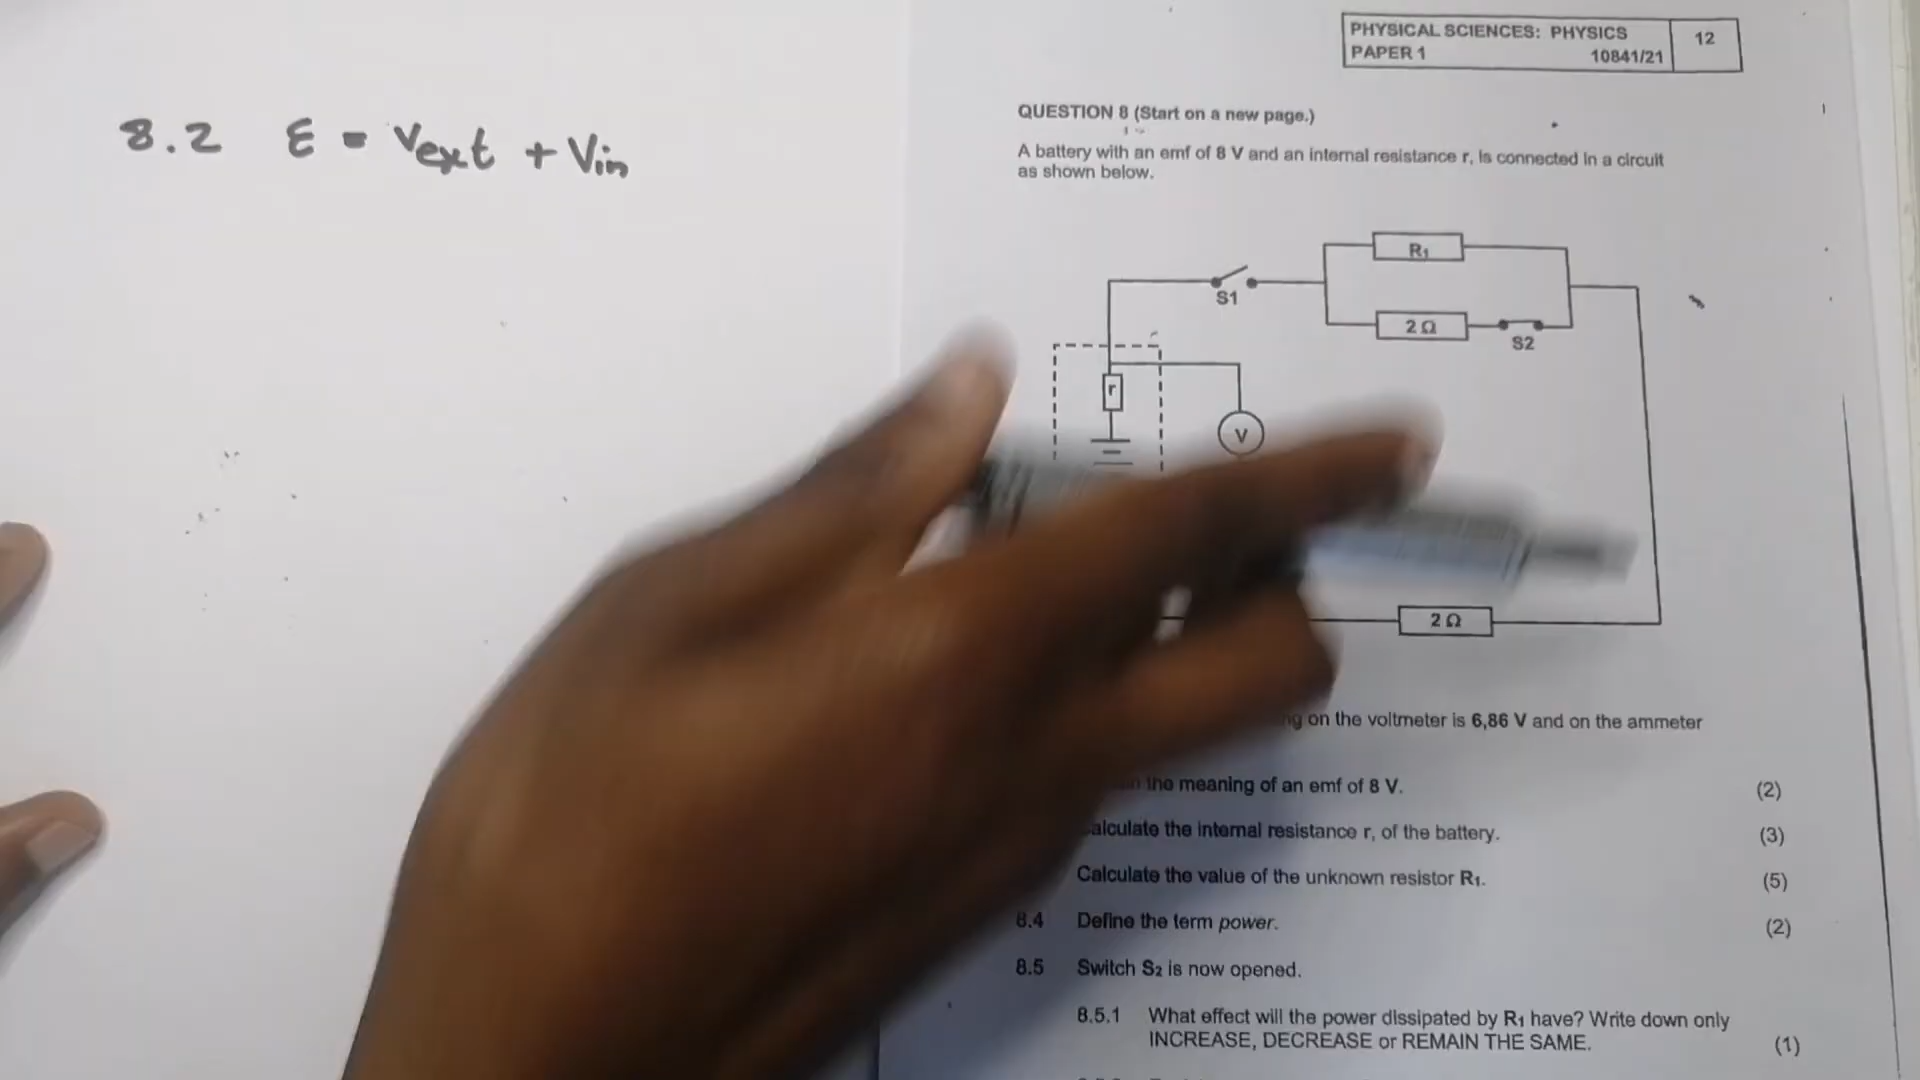 8.2 ε = Vext + Vin
PHYSICAL SCIENCES: PHYSICS
PAPER 1 10841/21
12
QUESTION 8 (Start on a new page.)
A battery with an emf of 8 V and an internal resistance r, is connected in a circuit
as shown below.
R₁
S1
2 Ω
S2
r
V
2 Ω
on the voltmeter is 6,86 V and on the ammeter
the meaning of an emf of 8 V. (2)
alculate the internal resistance r, of the battery. (3)
Calculate the value of the unknown resistor R₁. (5)
8.4 Define the term power. (2)
8.5 Switch S₂ is now opened.
8.5.1 What effect will the power dissipated by R₁ have? Write down only
INCREASE, DECREASE or REMAIN THE SAME. (1)